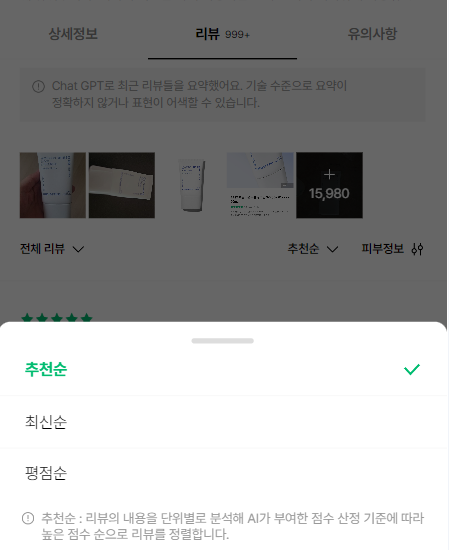 상세정보
리뷰 999+
유의사항
Chat GPT로 최근 리뷰들을 요약했어요. 기술 수준으로 요약이
정확하지 않거나 표현이 어색할 수 있습니다.
+
15,980
전체 리뷰
추천순
피부정보
추천순
최신순
평점순
추천순 : 리뷰의 내용을 단위별로 분석해 AI가 부여한 점수 산정 기준에 따라
높은 점수 순으로 리뷰를 정렬합니다.